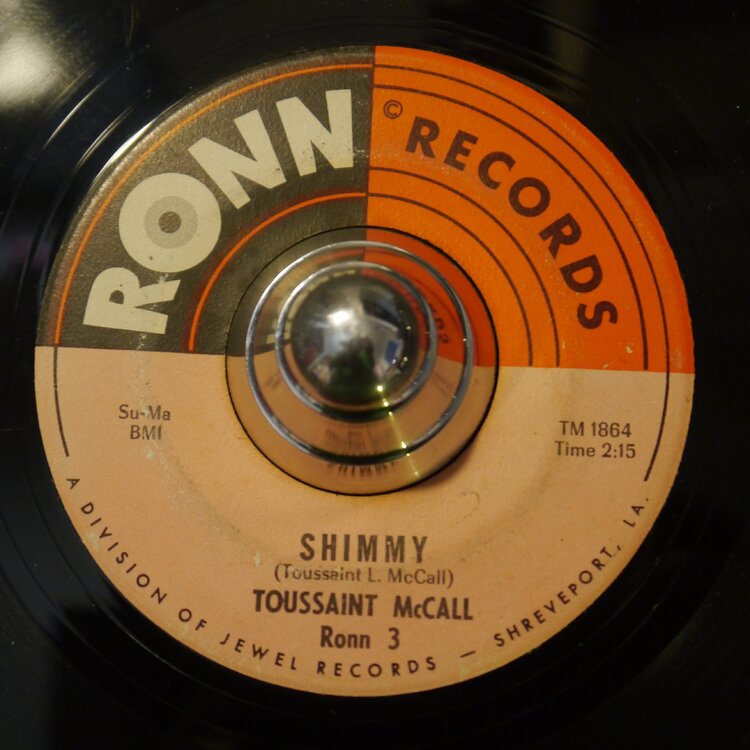 RONN
© RECORDS
Su-Ma
BMI
TM 1864
Time 2:15
SHIMMY
(Toussaint L. McCall)
TOUSSAINT McCALL
Ronn 3
A DIVISION OF JEWEL RECORDS — SHREVEPORT, LA.